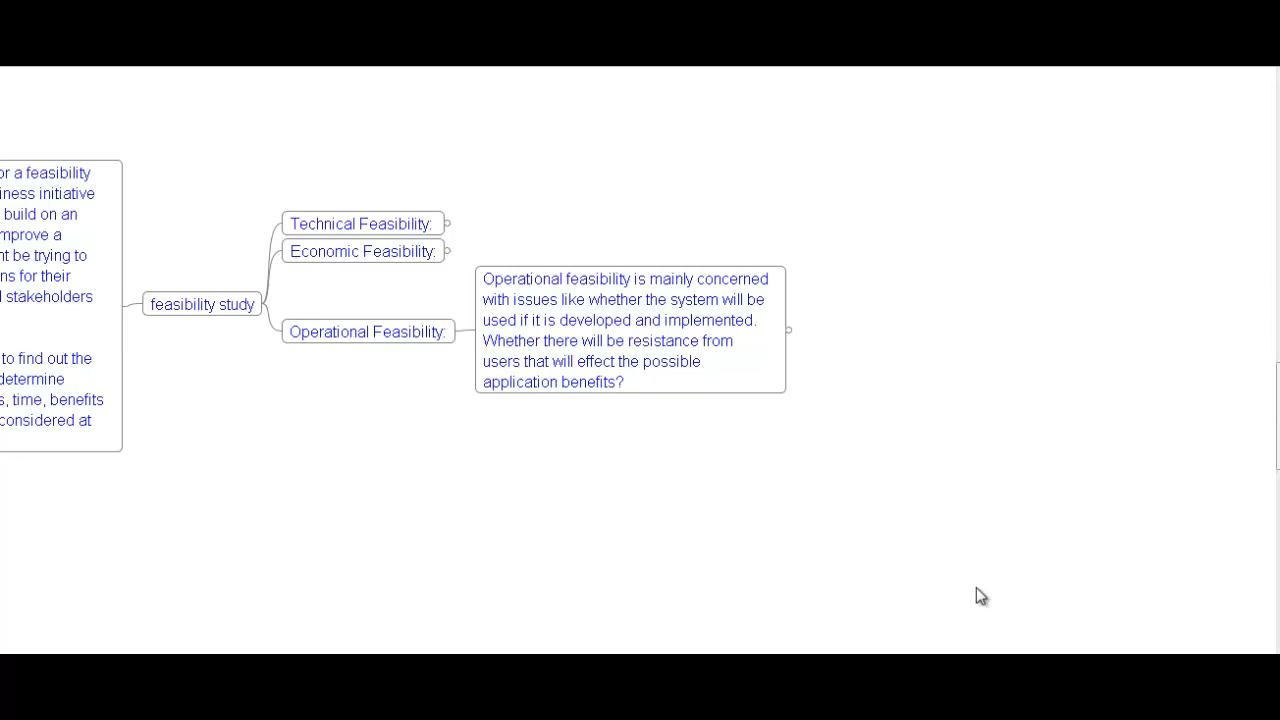 or a feasibility
iness initiative
build on an
mprove a
nt be trying to
ns for their
l stakeholders
to find out the
determine
s, time, benefits
considered at
feasibility study
Technical Feasibility:
Economic Feasibility:
Operational Feasibility:
Operational feasibility is mainly concerned
with issues like whether the system will be
used if it is developed and implemented.
Whether there will be resistance from
users that will effect the possible
application benefits?